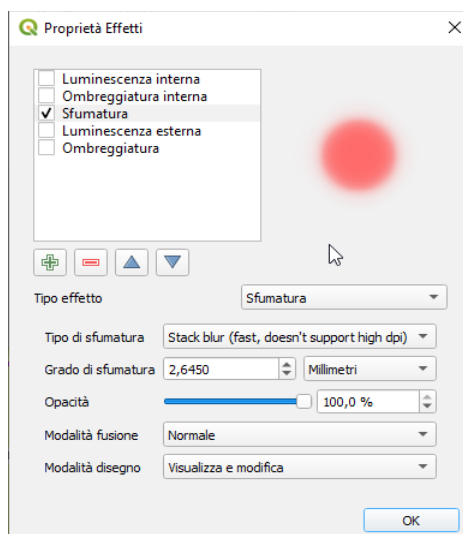 Proprietà Effetti
Luminescenza interna
Ombreggiatura interna
Sfumatura
Luminescenza esterna
Ombreggiatura
Tipo effetto Sfumatura
Tipo di sfumatura Stack blur (fast, doesn't support high dpi)
Grado di sfumatura 2,6450 Millimetri
Opacità 100,0 %
Modalità fusione Normale
Modalità disegno Visualizza e modifica
OK